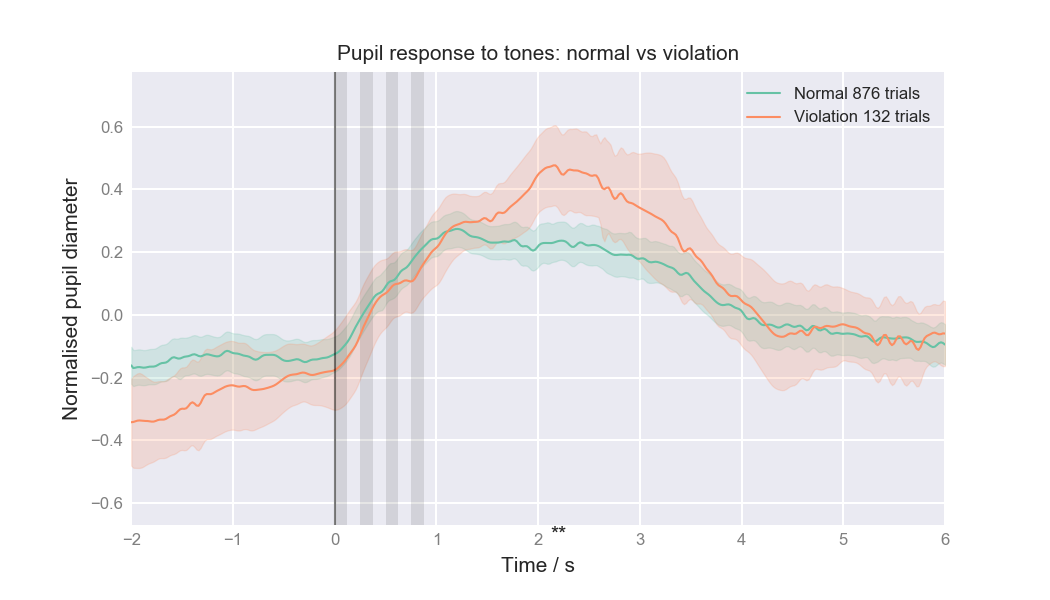 Pupil response to tones: normal vs violation
Normal 876 trials
Violation 132 trials
Normalised pupil diameter
0.6
0.4
0.2
0.0
−0.2
−0.4
−0.6
−2 −1 0 1 2 3 4 5 6
**
Time / s